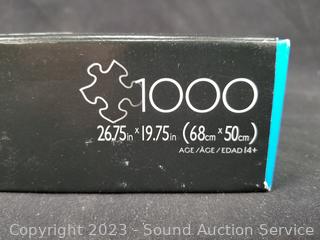 1000
26.75in x 19.75in (68cm x 50cm)
AGE/ÂGE/EDAD 14+
Copyright 2023 - Sound Auction Service